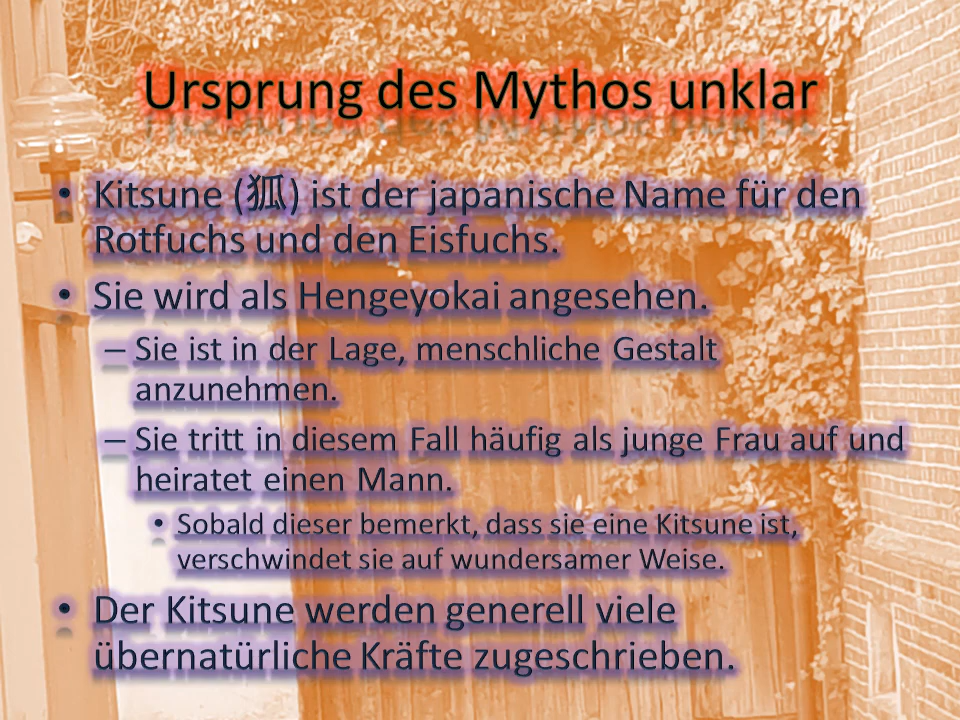 Ursprung des Mythos unklar
• Kitsune (狐) ist der japanische Name für den
Rotfuchs und den Eisfuchs.
• Sie wird als Hengeyokai angesehen.
– Sie ist in der Lage, menschliche Gestalt
anzunehmen.
– Sie tritt in diesem Fall häufig als junge Frau auf und
heiratet einen Mann.
• Sobald dieser bemerkt, dass sie eine Kitsune ist,
verschwindet sie auf wundersamer Weise.
• Der Kitsune werden generell viele
übernatürliche Kräfte zugeschrieben.